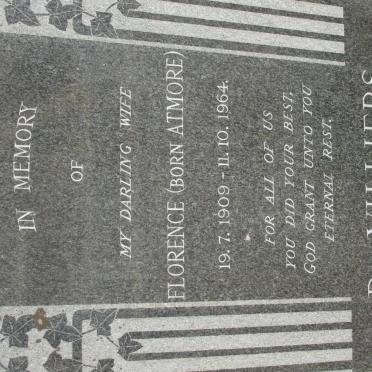 IN MEMORY
OF
MY DARLING WIFE
FLORENCE (BORN ATMORE)
19.7.1909 - 11.10.1964.
FOR ALL OF US
YOU DID YOUR BEST,
GOD GRANT UNTO YOU
ETERNAL REST.